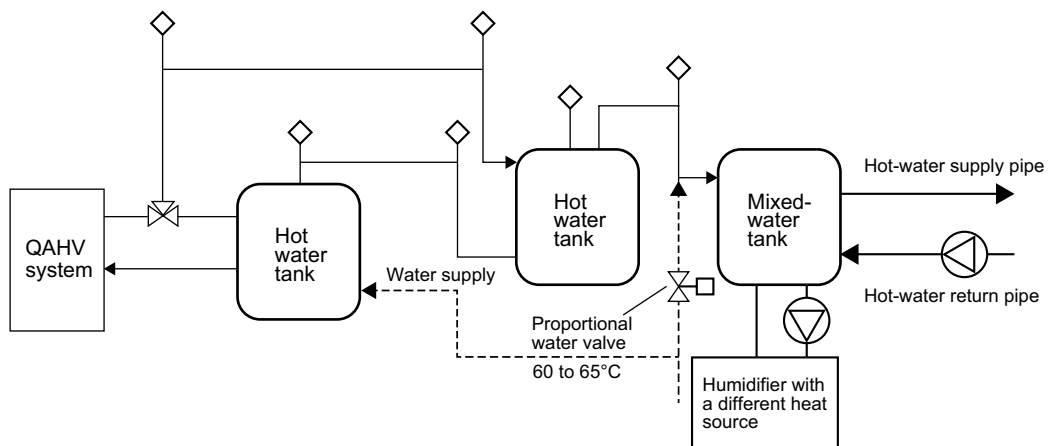 QAHV
system
Hot
water
tank
Water supply
Hot
water
tank
Proportional
water valve
60 to 65°C
Mixed-
water
tank
Hot-water supply pipe
Hot-water return pipe
Humidifier with
a different heat
source